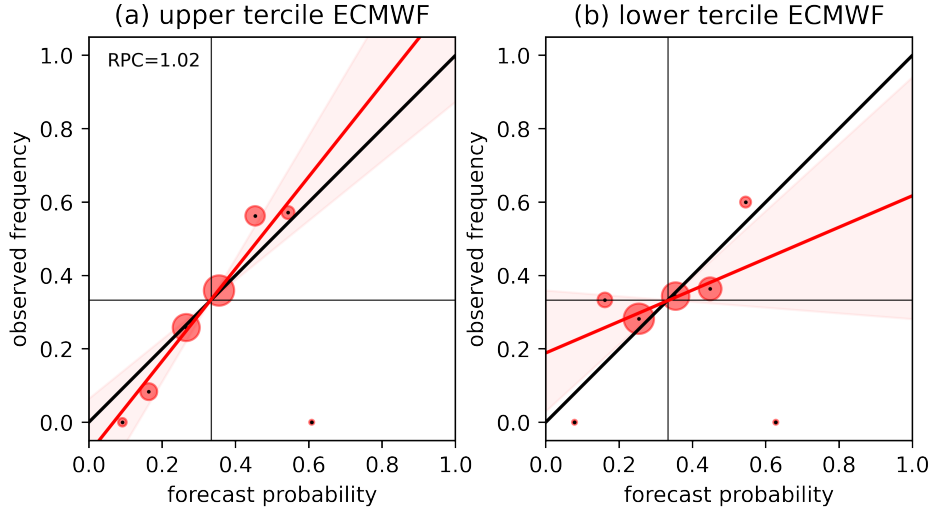 (a) upper tercile ECMWF
RPC=1.02
observed frequency
1.0
0.8
0.6
0.4
0.2
0.0
0.0 0.2 0.4 0.6 0.8 1.0
forecast probability
(b) lower tercile ECMWF
observed frequency
1.0
0.8
0.6
0.4
0.2
0.0
0.0 0.2 0.4 0.6 0.8 1.0
forecast probability